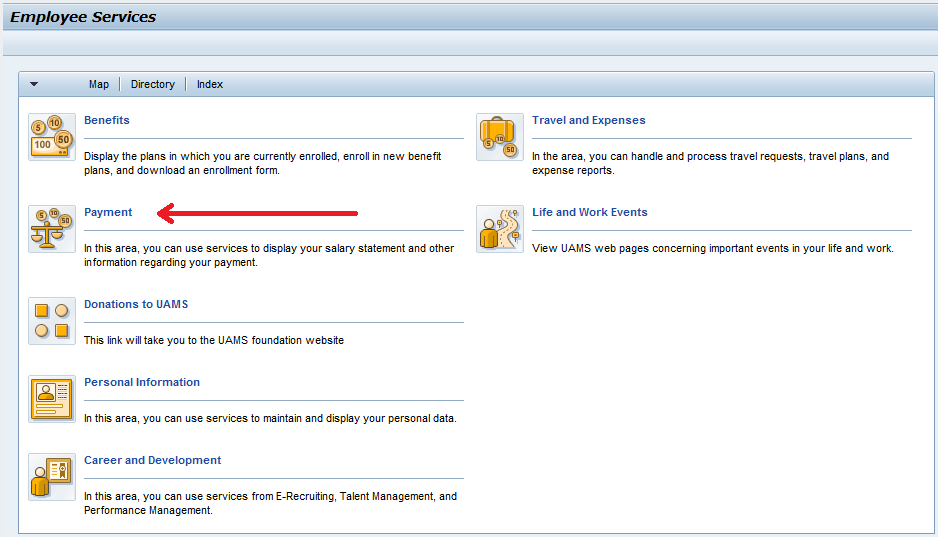 Employee Services
Map
Directory
Index
5 10 50 100
Benefits
Display the plans in which you are currently enrolled, enroll in new benefit
plans, and download an enrollment form.
5 10 50
Payment
In this area, you can use services to display your salary statement and other
information regarding your payment.
Donations to UAMS
This link will take you to the UAMS foundation website
Personal Information
In this area, you can use services to maintain and display your personal data.
Career and Development
In this area, you can use services from E-Recruiting, Talent Management, and
Performance Management.
5 10 50
Travel and Expenses
In the area, you can handle and process travel requests, travel plans, and
expense reports.
Life and Work Events
View UAMS web pages concerning important events in your life and work.